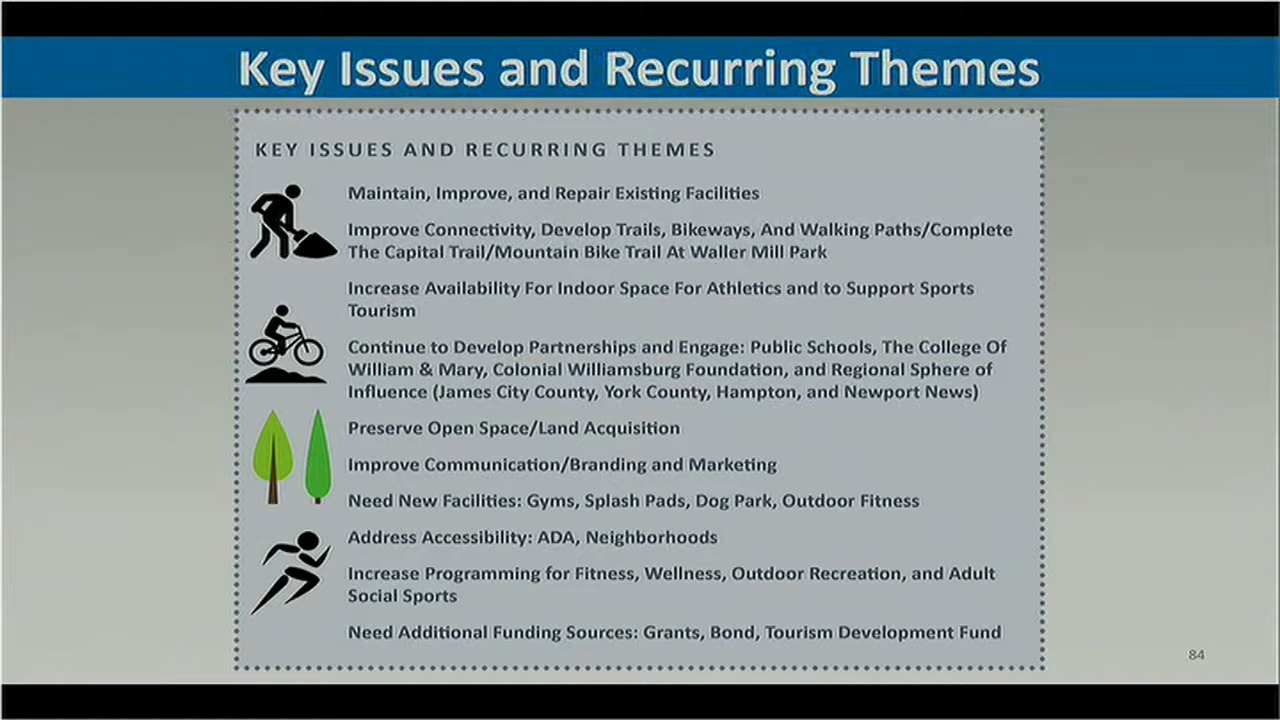 Key Issues and Recurring Themes
KEY ISSUES AND RECURRING THEMES
Maintain, Improve, and Repair Existing Facilities
Improve Connectivity, Develop Trails, Bikeways, And Walking Paths/Complete
The Capital Trail/Mountain Bike Trail At Waller Mill Park
Increase Availability For Indoor Space For Athletics and to Support Sports
Tourism
Continue to Develop Partnerships and Engage: Public Schools, The College Of
William & Mary, Colonial Williamsburg Foundation, and Regional Sphere of
Influence (James City County, York County, Hampton, and Newport News)
Preserve Open Space/Land Acquisition
Improve Communication/Branding and Marketing
Need New Facilities: Gyms, Splash Pads, Dog Park, Outdoor Fitness
Address Accessibility: ADA, Neighborhoods
Increase Programming for Fitness, Wellness, Outdoor Recreation, and Adult
Social Sports
Need Additional Funding Sources: Grants, Bond, Tourism Development Fund
84